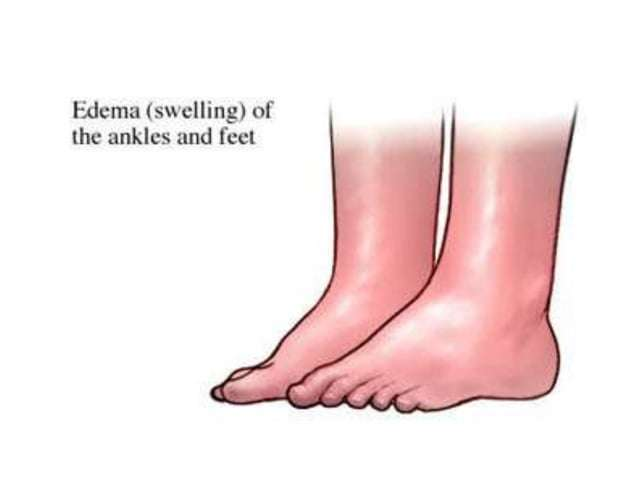 Edema (swelling) of
the ankles and feet